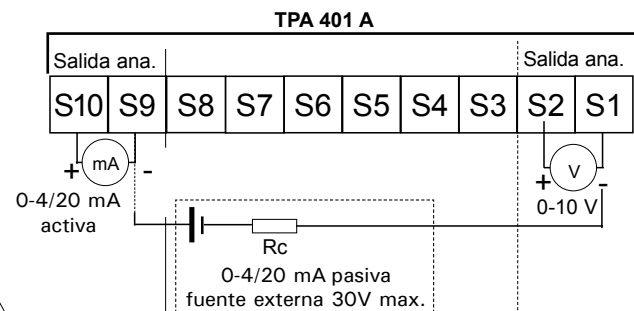 TPA 401 A
Salida ana. Salida ana.
S10 S9 S8 S7 S6 S5 S4 S3 S2 S1
+ mA - + V -
0-4/20 mA activa
0-10 V
Rc
0-4/20 mA pasiva
fuente externa 30V max.